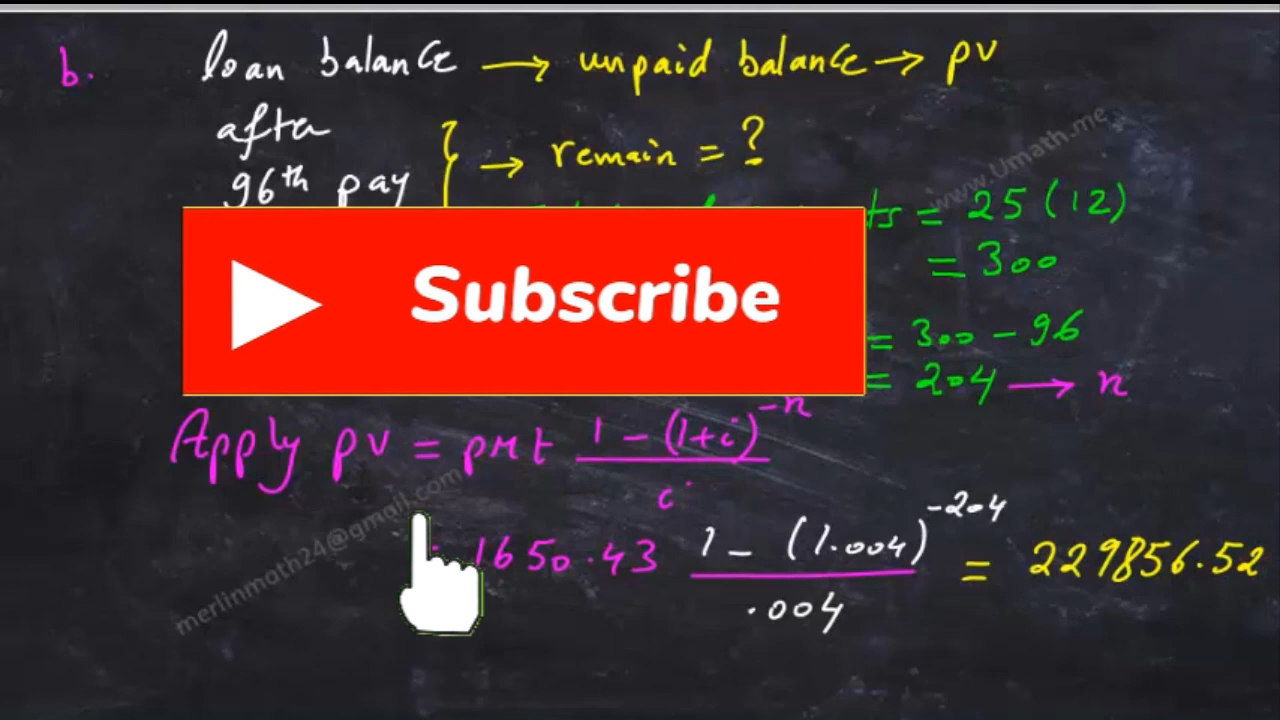 b. loan balance → unpaid balance → pv
after
96th pay → remain = ?
www.Umath.me
= 25 (12)
= 300
Subscribe
= 300 - 96
= 204 → n
Apply pv = pmt 1 - (1+i)^-n
i
merlinmath24@gmail.com
1650.43 1 - (1.004)^-204 = 229856.52
.004